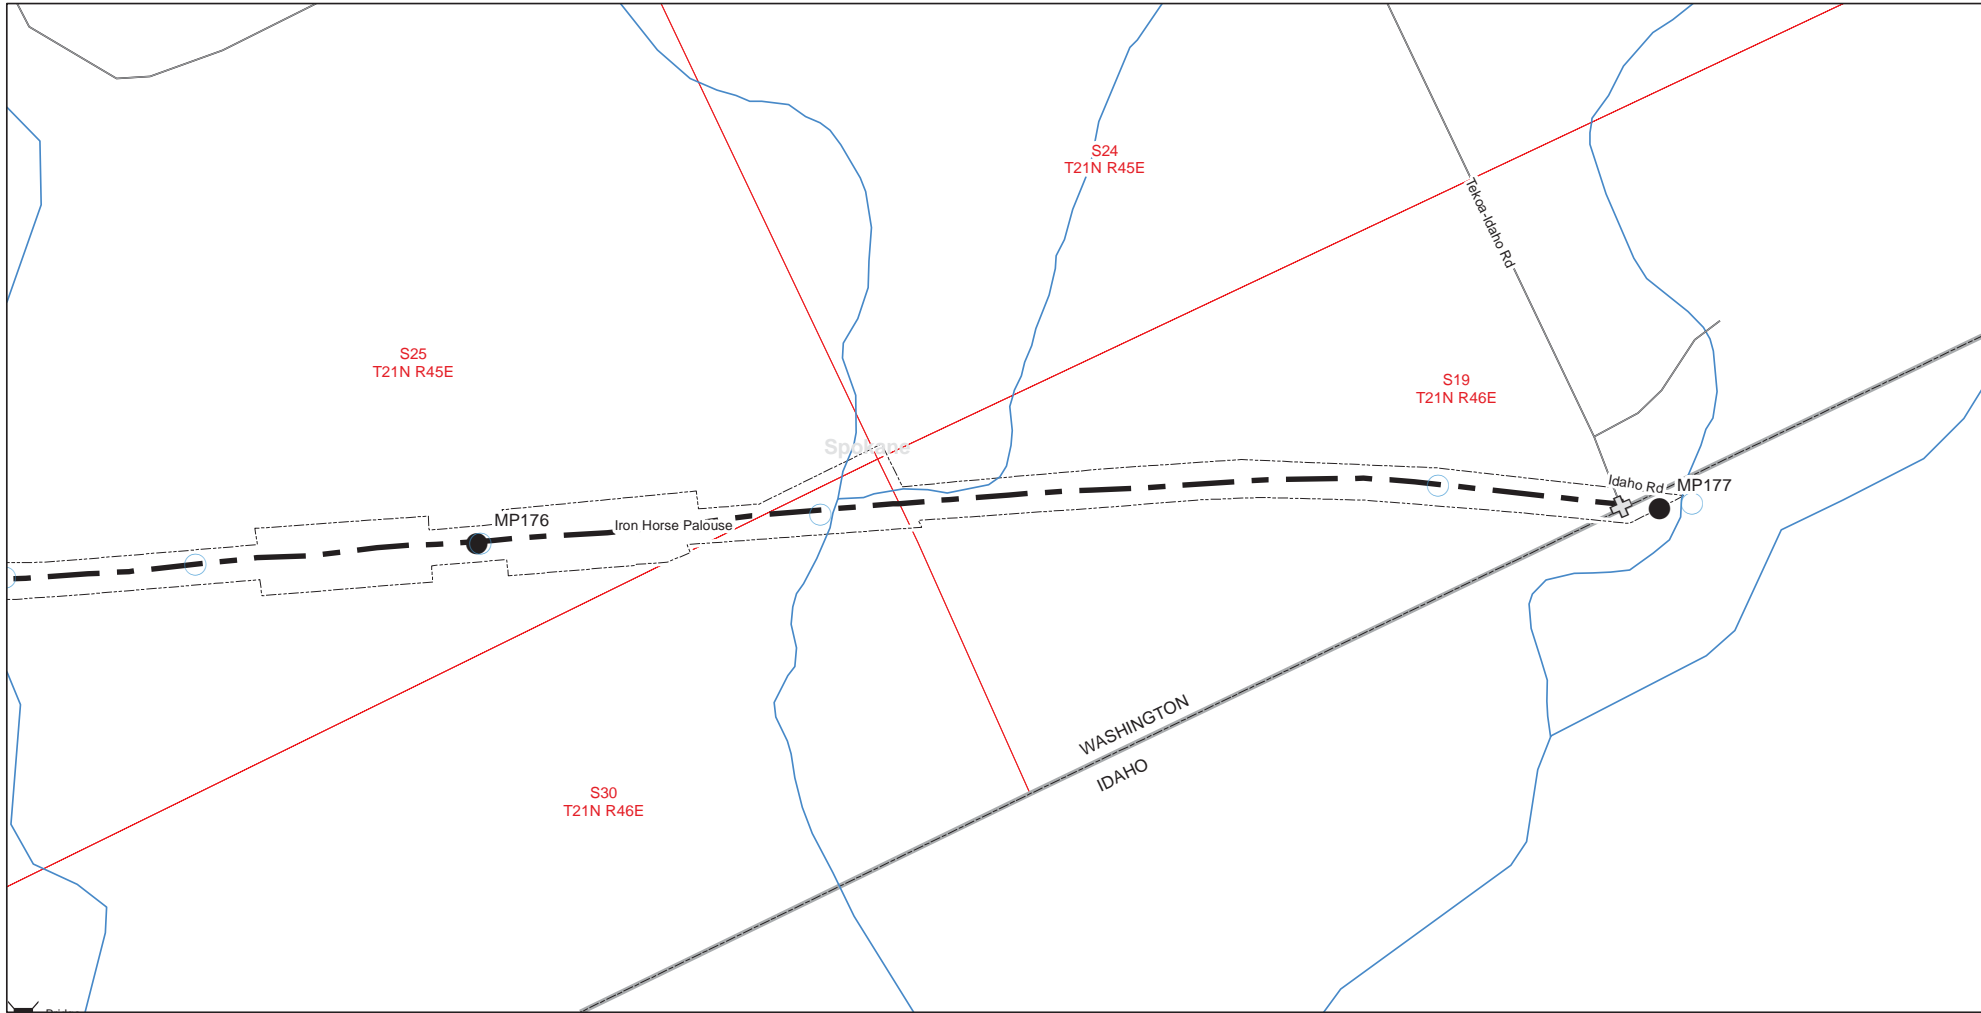 S24
T21N R45E
Tekoa-Idaho Rd
S25
T21N R45E
S19
T21N R46E
Spokane
Idaho Rd
MP177
MP176
Iron Horse Palouse
WASHINGTON
IDAHO
S30
T21N R46E